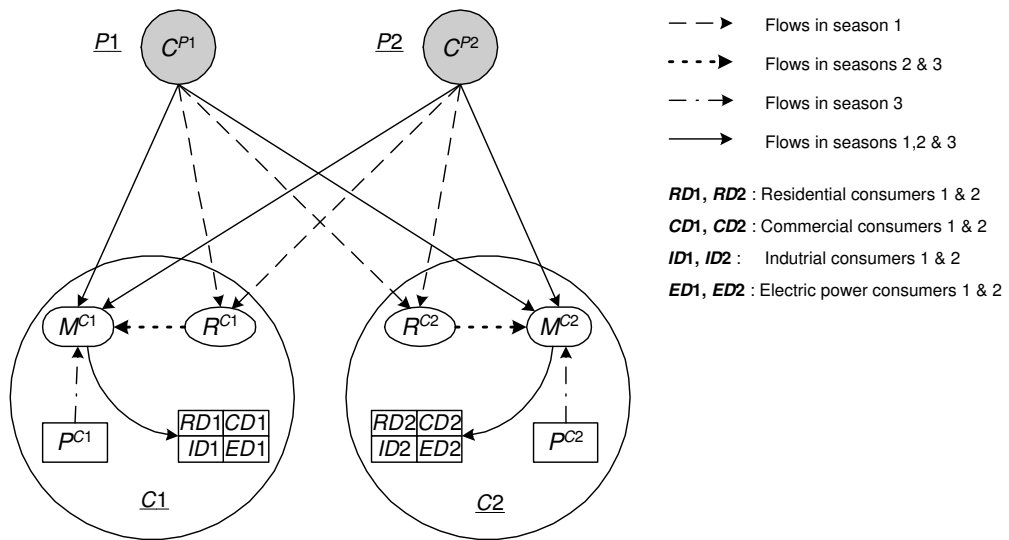 P1
C^P1
P2
C^P2
Flows in season 1
Flows in seasons 2 & 3
Flows in season 3
Flows in seasons 1,2 & 3
RD1, RD2 : Residential consumers 1 & 2
CD1, CD2 : Commercial consumers 1 & 2
ID1, ID2 : Indutrial consumers 1 & 2
ED1, ED2 : Electric power consumers 1 & 2
M^C1
R^C1
R^C2
M^C2
P^C1
RD1 CD1
ID1 ED1
RD2 CD2
ID2 ED2
P^C2
C1
C2